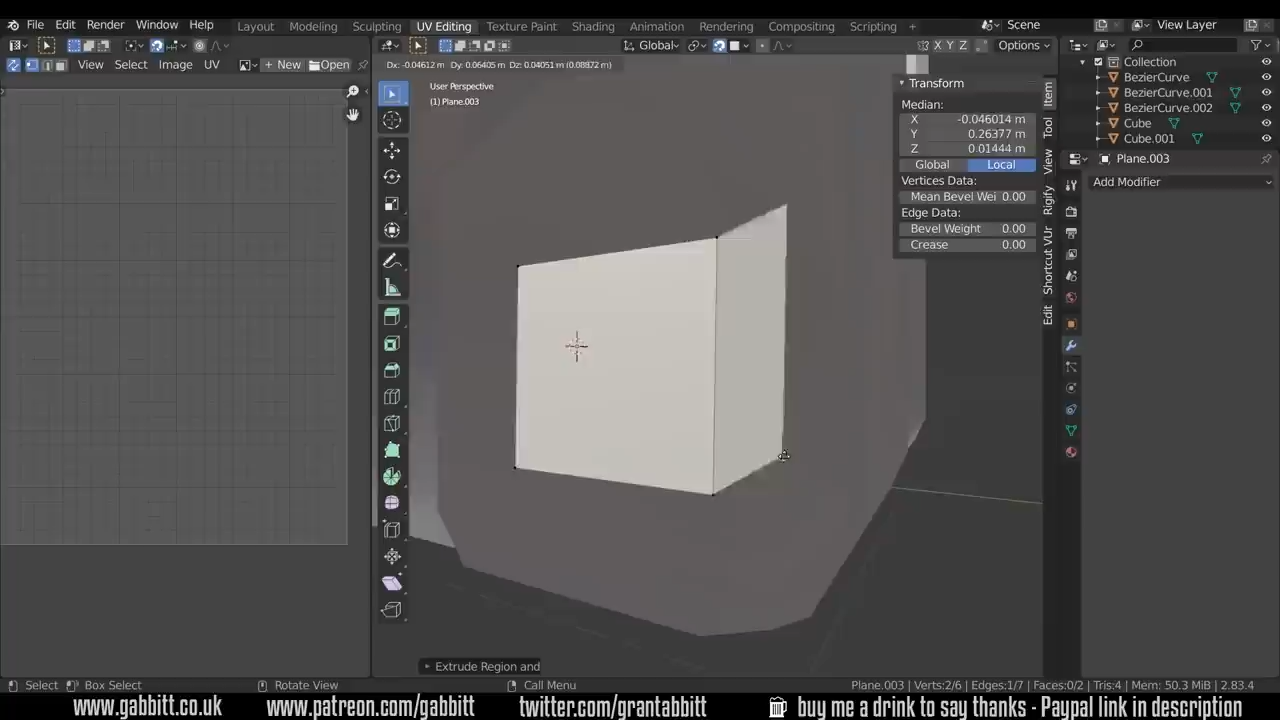 File Edit Render Window Help Layout Modeling Sculpting UV Editing Texture Paint Shading Animation Rendering Compositing Scripting + Scene View Layer
Global X Y Z Options
View Select Image UV + New Open
Dx: -0.04612 m Dy: 0.06405 m Dz: 0.04051 m (0.08872 m)
User Perspective
(1) Plane.003
Transform
Median:
X -0.046014 m
Y 0.26377 m
Z 0.01444 m
Global Local
Vertices Data:
Mean Bevel Wei 0.00
Edge Data:
Bevel Weight 0.00
Crease 0.00
Item
Tool
View
Rigify
Shortcut VUr
Edit
Collection
BezierCurve
BezierCurve.001
BezierCurve.002
Cube
Cube.001
Plane.003
Add Modifier
Extrude Region and
Select Box Select Rotate View Call Menu Plane.003 | Verts:2/6 | Edges:1/7 | Faces:0/2 | Tris:4 | Mem: 50.3 MiB | 2.83.4
www.gabbitt.co.uk www.patreon.com/gabbitt twitter.com/grantabbitt buy me a drink to say thanks - Paypal link in description